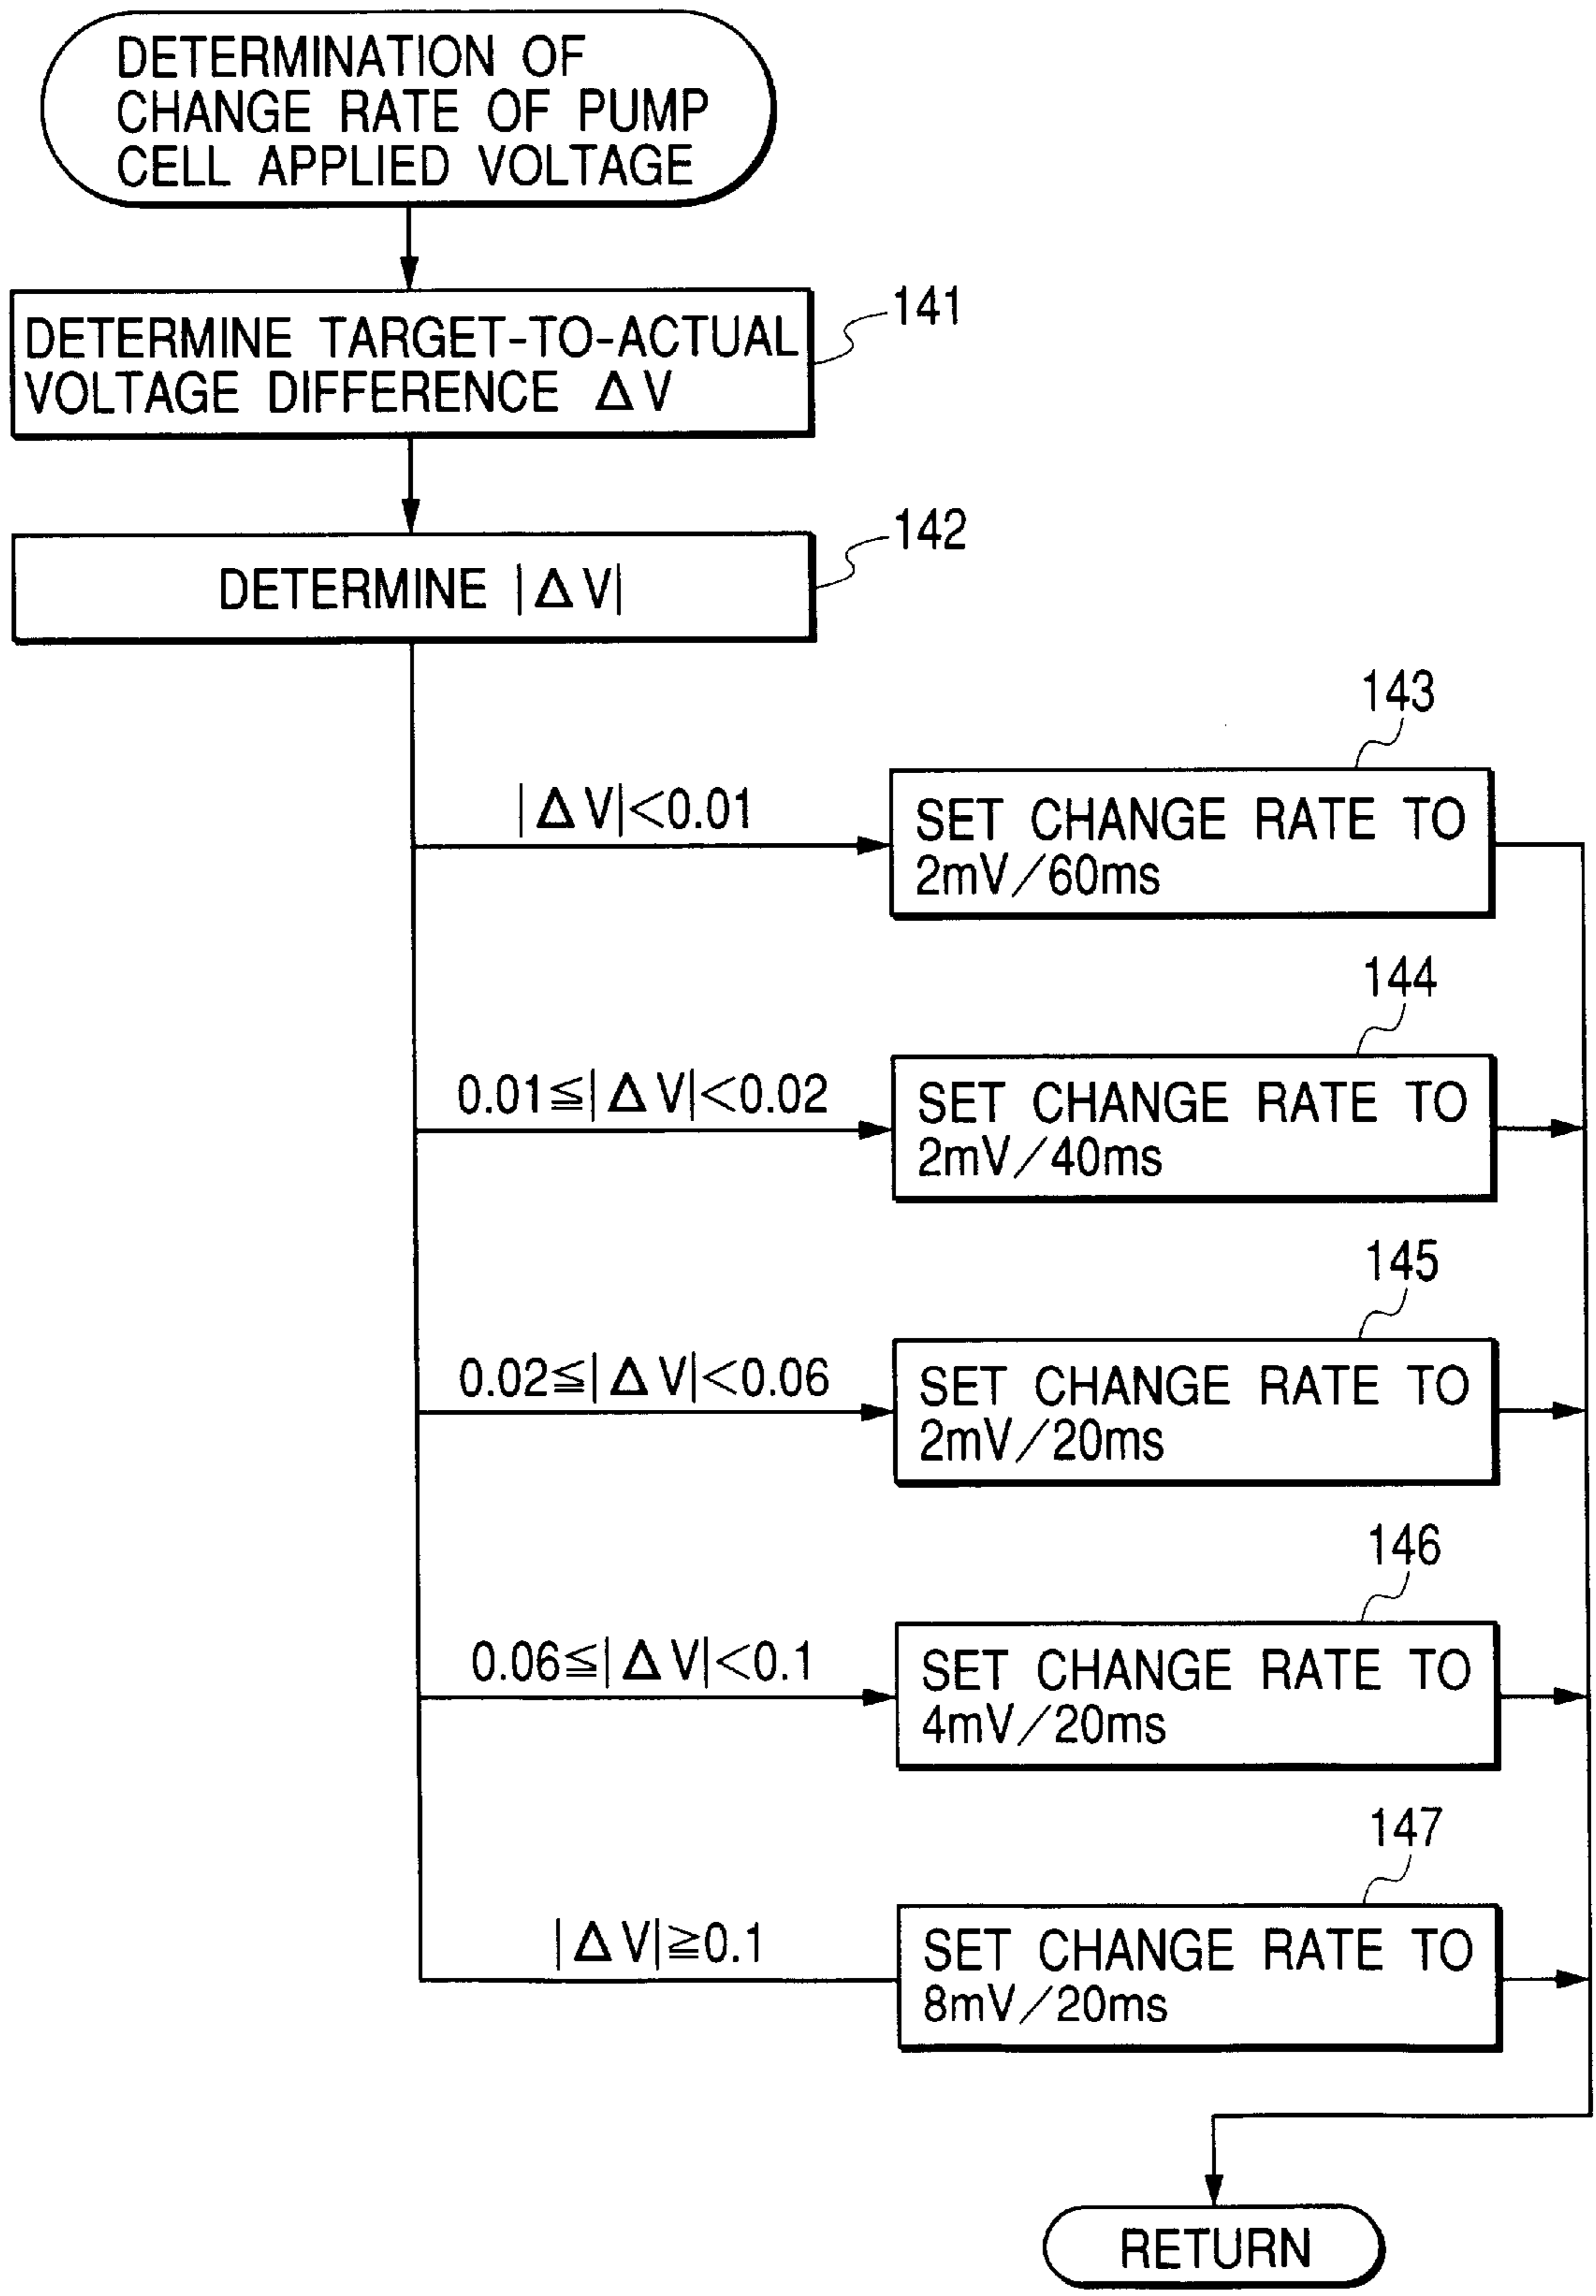 DETERMINATION OF
CHANGE RATE OF PUMP
CELL APPLIED VOLTAGE
141
DETERMINE TARGET-TO-ACTUAL
VOLTAGE DIFFERENCE ΔV
142
DETERMINE |ΔV|
143
|ΔV|<0.01
SET CHANGE RATE TO
2mV/60ms
144
0.01≦|ΔV|<0.02
SET CHANGE RATE TO
2mV/40ms
145
0.02≦|ΔV|<0.06
SET CHANGE RATE TO
2mV/20ms
146
0.06≦|ΔV|<0.1
SET CHANGE RATE TO
4mV/20ms
147
|ΔV|≧0.1
SET CHANGE RATE TO
8mV/20ms
RETURN